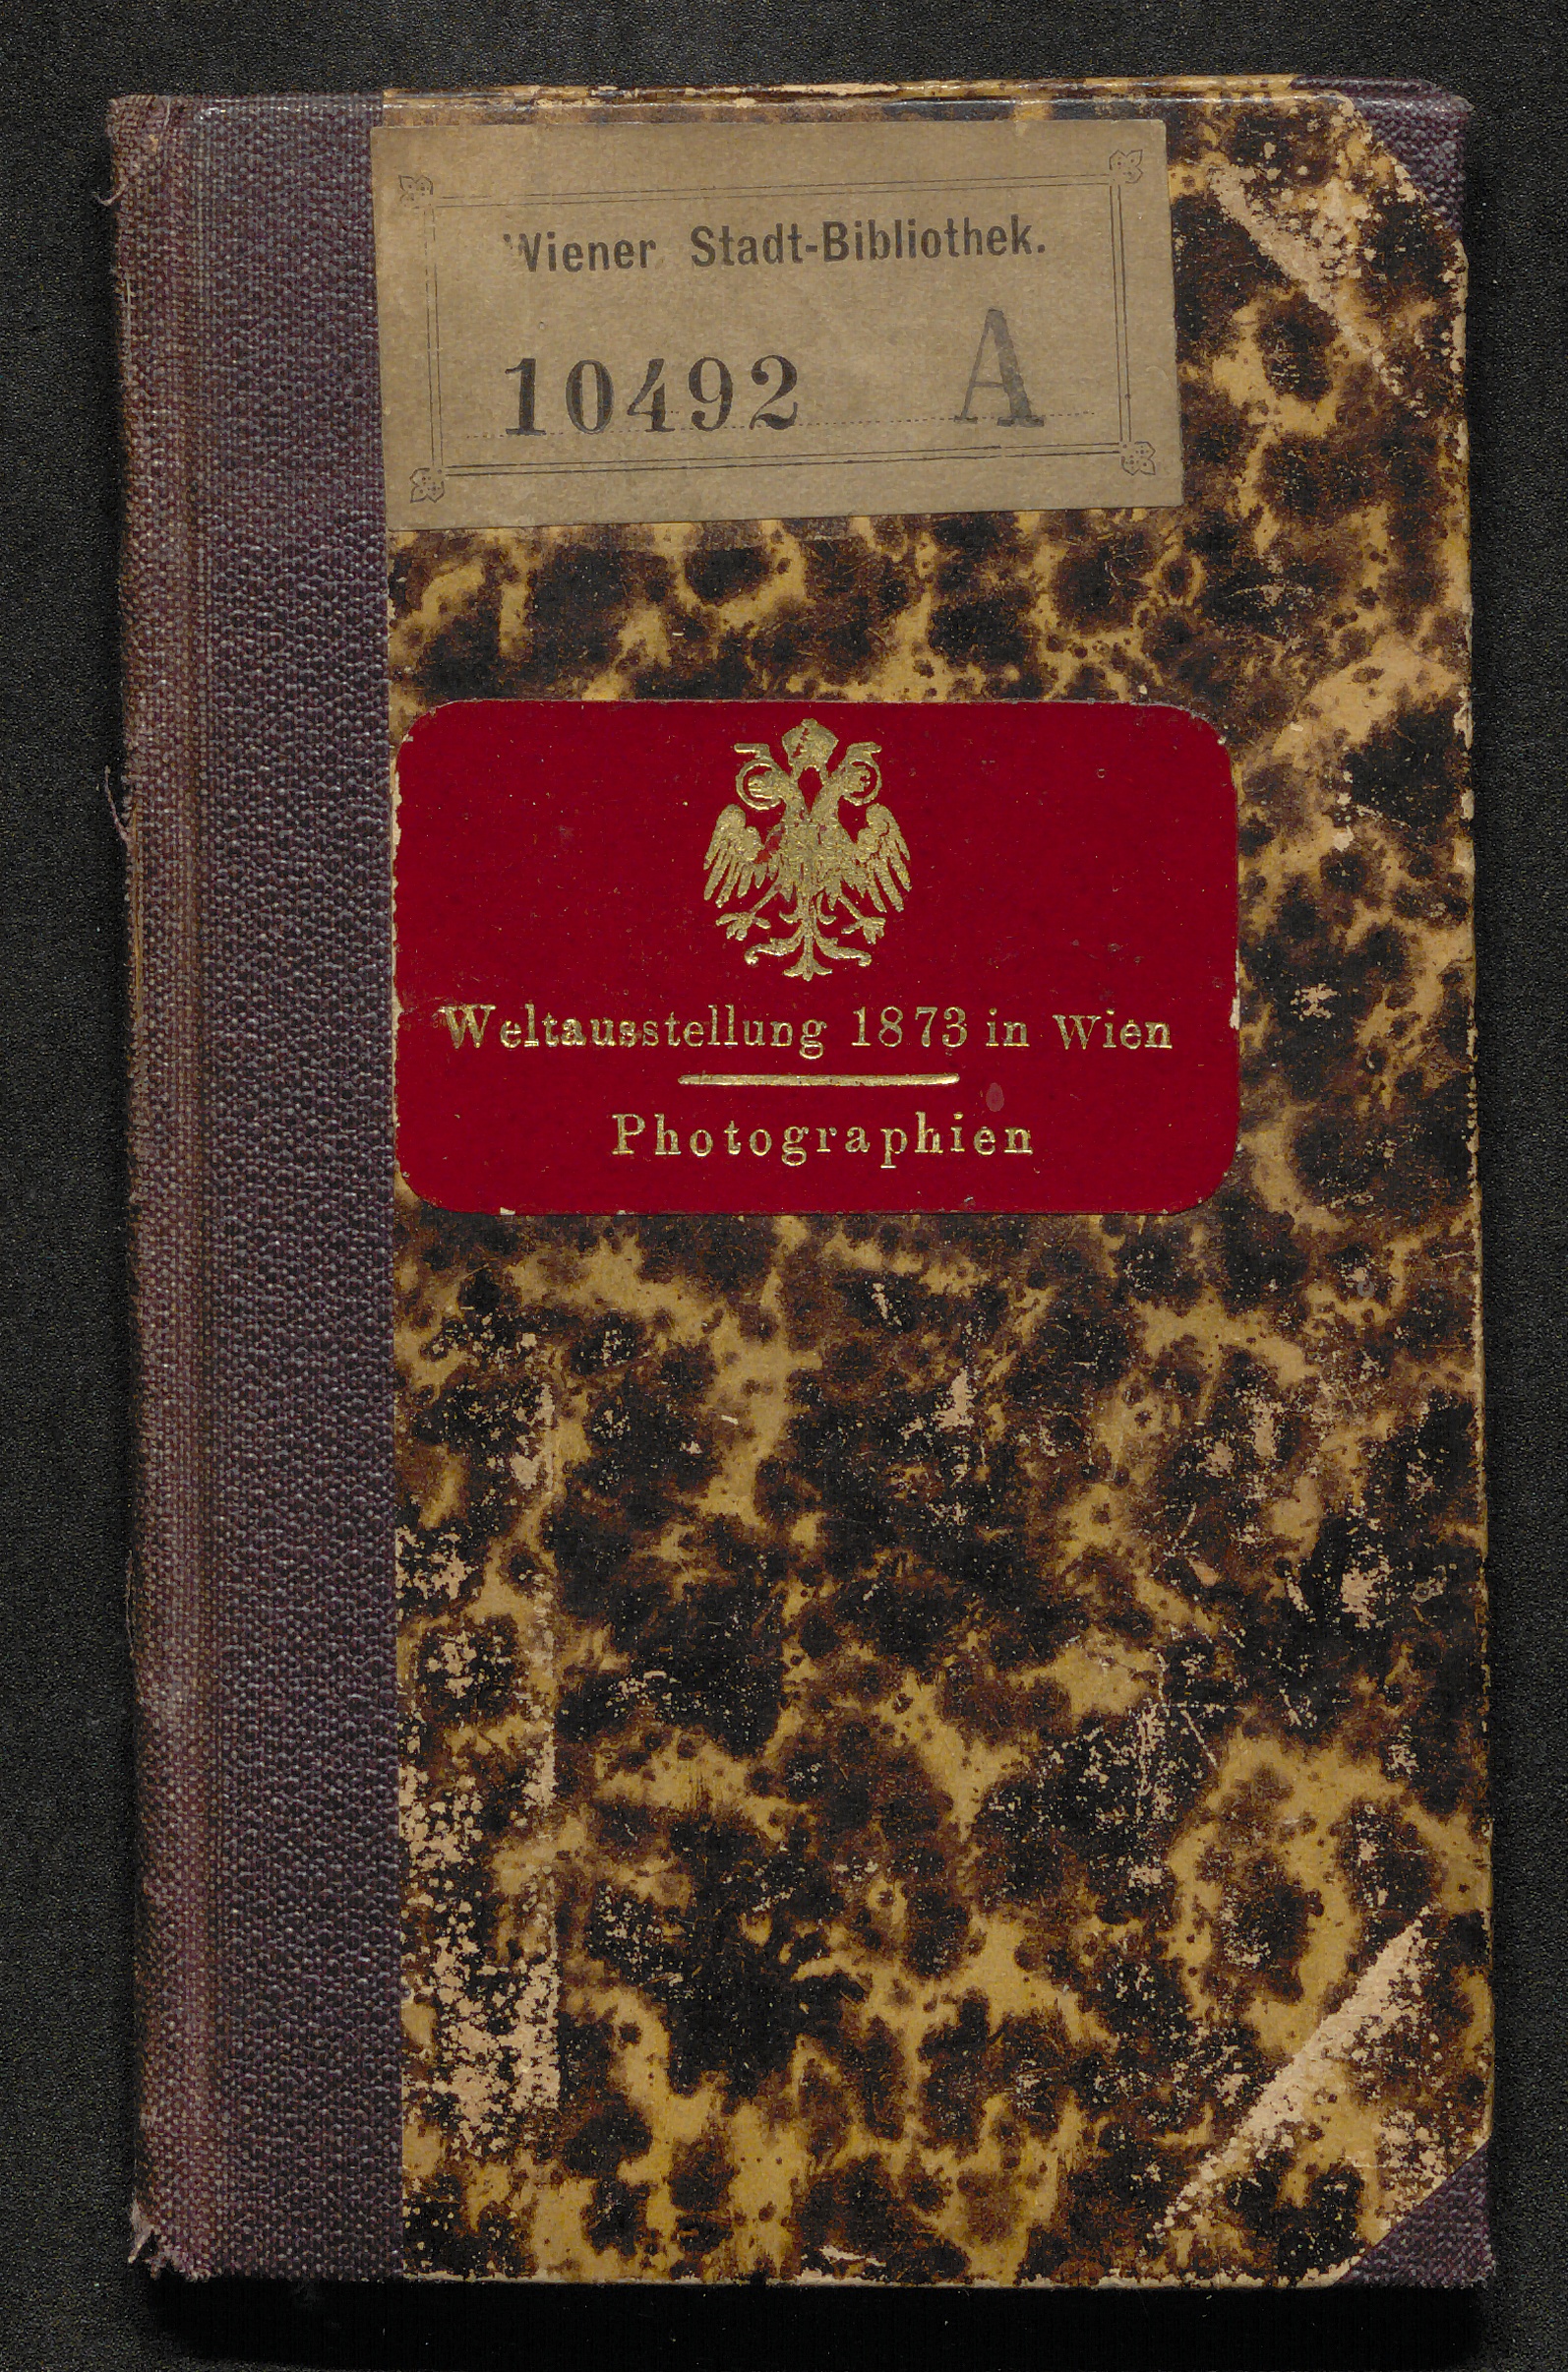 Wiener Stadt-Bibliothek.
10492 A
Weltausstellung 1873 in Wien
Photographien